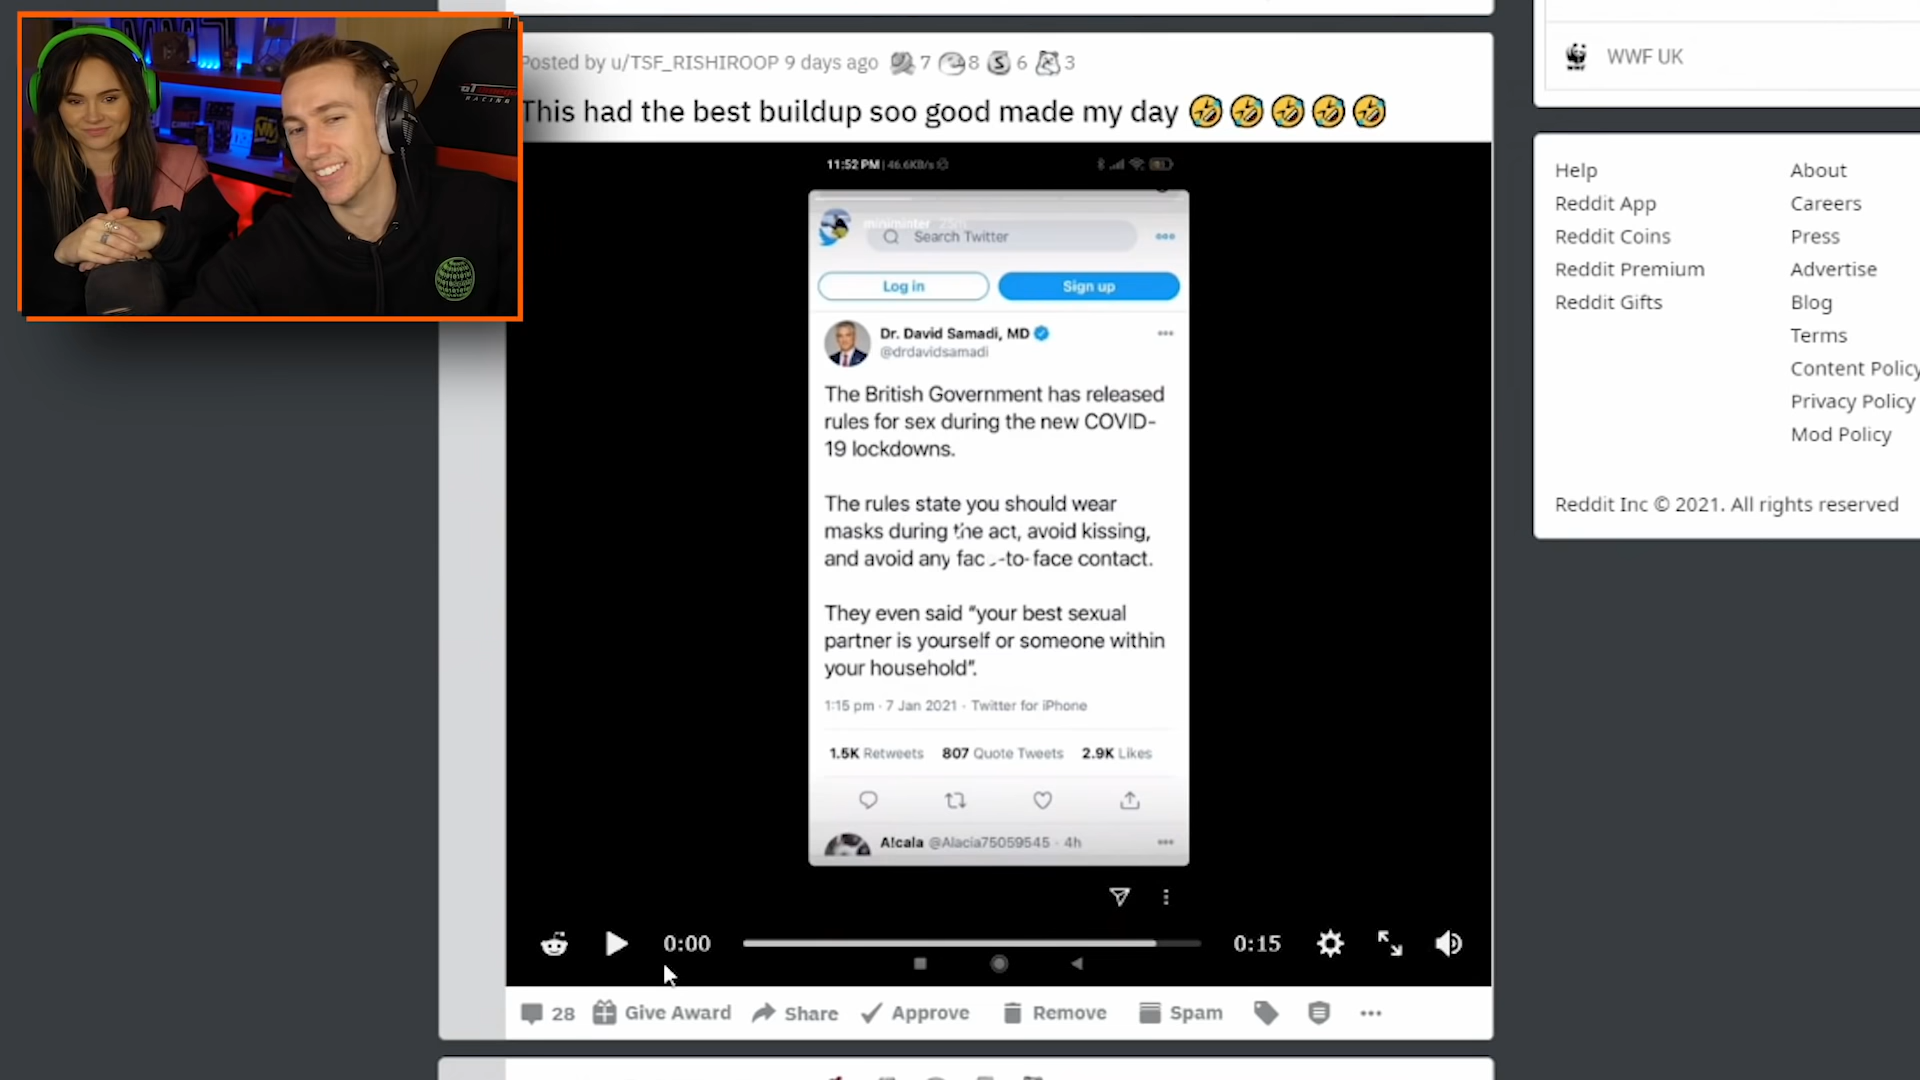 Posted by u/TSF_RISHIROOP 9 days ago 7 8 6 3
This had the best buildup soo good made my day 🤣🤣🤣🤣🤣
11:52 PM | 46.6KB/s
miniminter
Search Twitter
Log in
Sign up
Dr. David Samadi, MD
@drdavidsamadi
The British Government has released
rules for sex during the new COVID-
19 lockdowns.
The rules state you should wear
masks during the act, avoid kissing,
and avoid any face-to-face contact.
They even said “your best sexual
partner is yourself or someone within
your household”.
1:15 pm · 7 Jan 2021 · Twitter for iPhone
1.5K Retweets 807 Quote Tweets 2.9K Likes
A!cala @Alacia75059545 · 4h
0:00
0:15
28 Give Award Share Approve Remove Spam
WWF UK
Help
About
Reddit App
Careers
Reddit Coins
Press
Reddit Premium
Advertise
Reddit Gifts
Blog
Terms
Content Policy
Privacy Policy
Mod Policy
Reddit Inc © 2021. All rights reserved
RACING